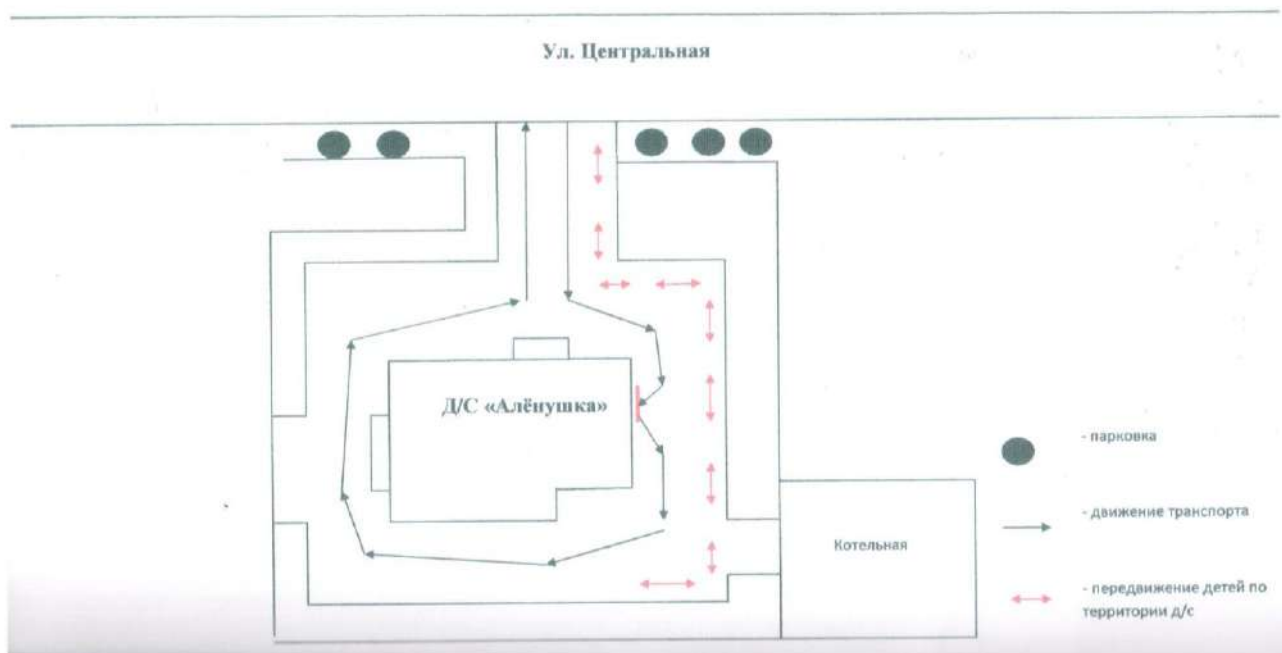 Ул. Центральная
Д/С «Алёнушка»
- парковка
- движение транспорта
Котельная
- передвижение детей по
территории д/с